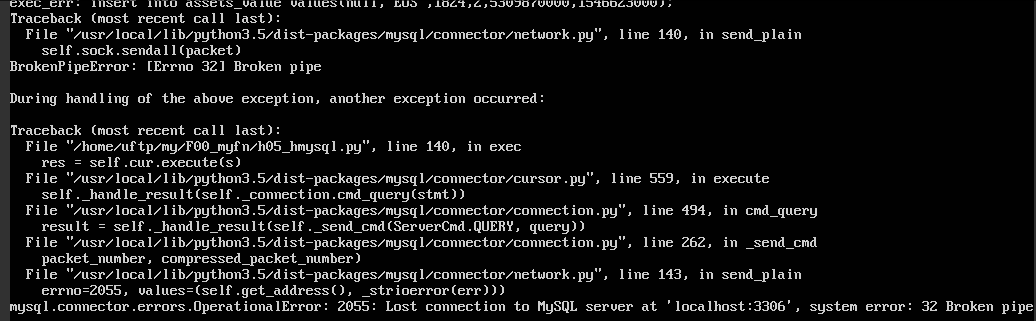 exec_err: insert into assets_value values(null,'EOS',1824,2,5309870000,1546623000);
Traceback (most recent call last):
  File "/usr/local/lib/python3.5/dist-packages/mysql/connector/network.py", line 140, in send_plain
    self.sock.sendall(packet)
BrokenPipeError: [Errno 32] Broken pipe
During handling of the above exception, another exception occurred:
Traceback (most recent call last):
  File "/home/uftp/my/F00_myfn/h05_hmysql.py", line 140, in exec
    res = self.cur.execute(s)
  File "/usr/local/lib/python3.5/dist-packages/mysql/connector/cursor.py", line 559, in execute
    self._handle_result(self._connection.cmd_query(stmt))
  File "/usr/local/lib/python3.5/dist-packages/mysql/connector/connection.py", line 494, in cmd_query
    result = self._handle_result(self._send_cmd(ServerCmd.QUERY, query))
  File "/usr/local/lib/python3.5/dist-packages/mysql/connector/connection.py", line 262, in _send_cmd
    packet_number, compressed_packet_number)
  File "/usr/local/lib/python3.5/dist-packages/mysql/connector/network.py", line 143, in send_plain
    errno=2055, values=(self.get_address(), _strioerror(err)))
mysql.connector.errors.OperationalError: 2055: Lost connection to MySQL server at 'localhost:3306', system error: 32 Broken pipe